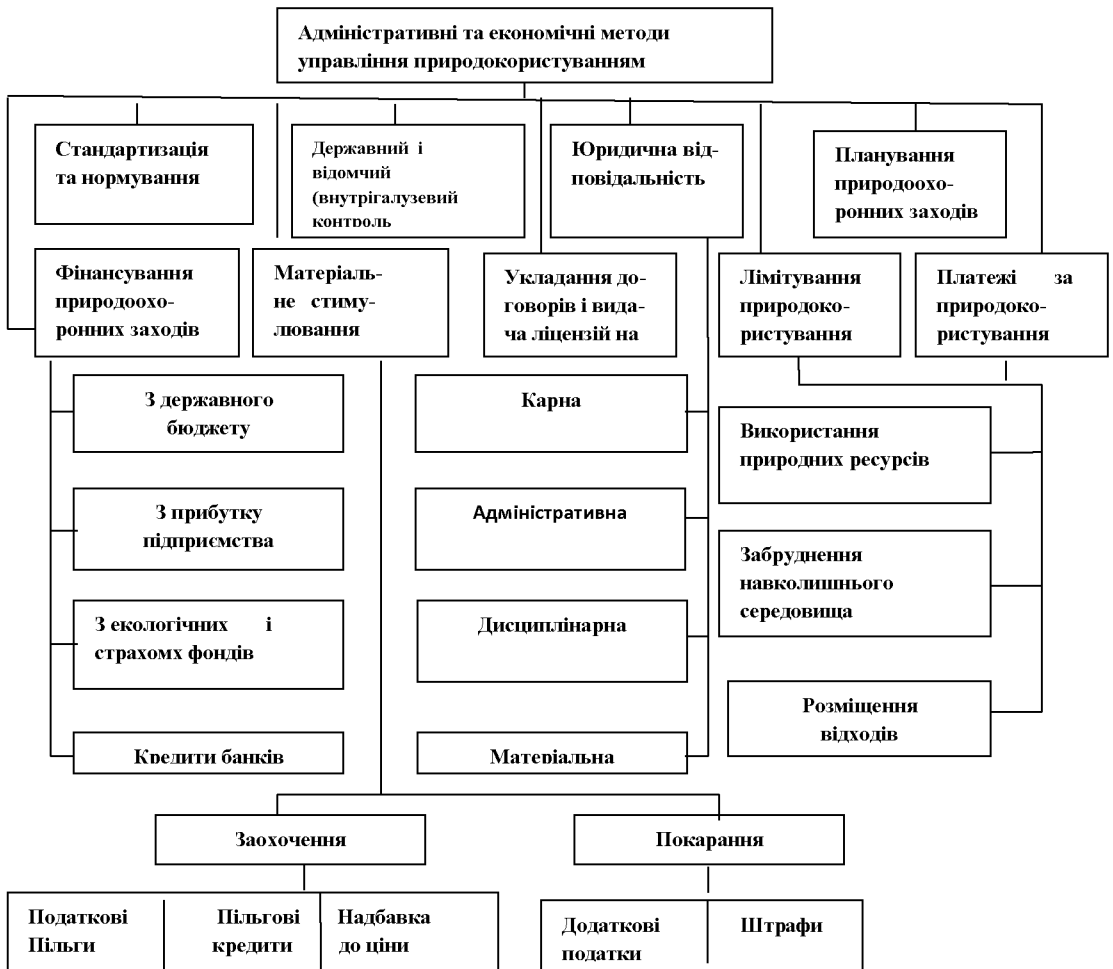 Адміністративні та економічні методи
управління природокористуванням
Стандартизація
та нормування
Державний і
відомчий
(внутрігалузевий
контроль
Юридична від-
повідальність
Планування
природоохо-
ронних заходів
Фінансування
природоохо-
ронних заходів
Матеріаль-
не стиму-
лювання
Укладання до-
говорів і вида-
ча ліцензій на
Лімітування
природоко-
ристування
Платежі за
природоко-
ристування
З державного
бюджету
З прибутку
підприємства
З екологічних і
страхомх фондів
Кредити банків
Карна
Адміністративна
Дисциплінарна
Матеріальна
Використання
природних ресурсів
Забруднення
навколишнього
середовища
Розміщення
відходів
Заохочення
Покарання
Податкові
Пільги
Пільгові
кредити
Надбавка
до ціни
Додаткові
податки
Штрафи